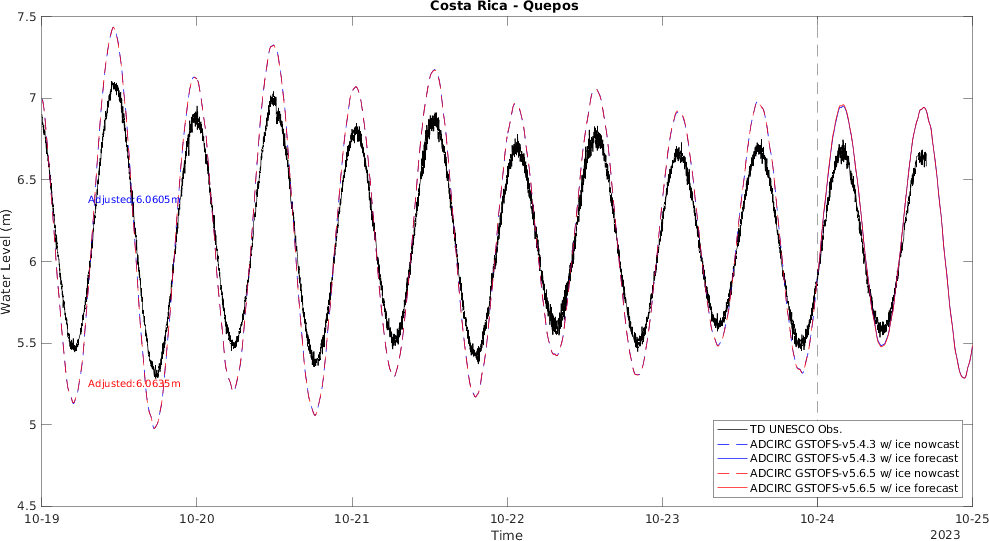 Costa Rica - Quepos
7.5
7
6.5
6
5.5
5
4.5
Water Level (m)
Adjusted:6.0605m
Adjusted:6.0635m
TD UNESCO Obs.
ADCIRC GSTOFS-v5.4.3 w/ ice nowcast
ADCIRC GSTOFS-v5.4.3 w/ ice forecast
ADCIRC GSTOFS-v5.6.5 w/ ice nowcast
ADCIRC GSTOFS-v5.6.5 w/ ice forecast
10-19 10-20 10-21 10-22 10-23 10-24 10-25
Time
2023